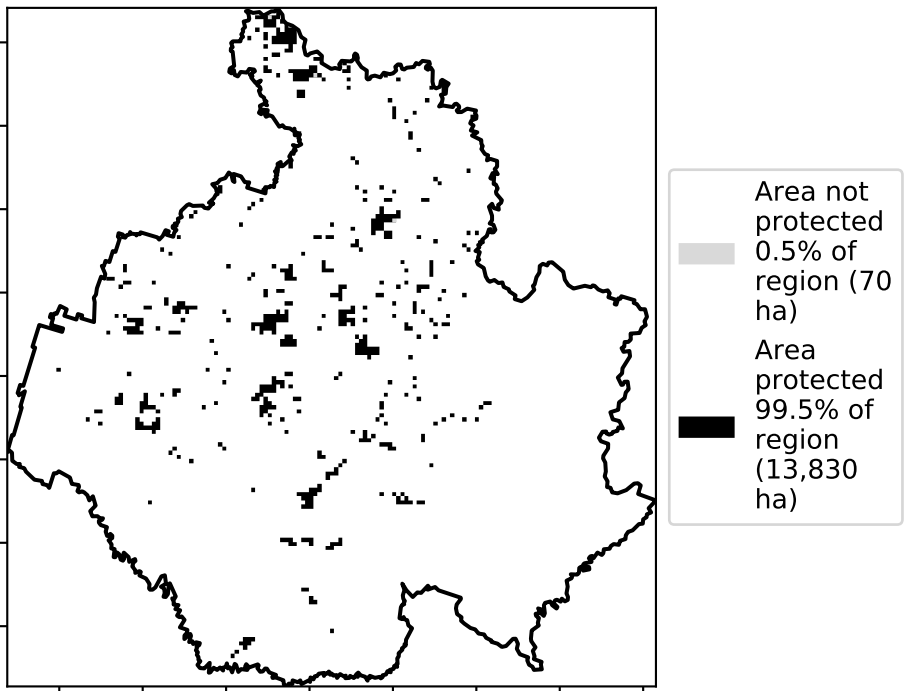 Area not
protected
0.5% of
region (70
ha)
Area
protected
99.5% of
region
(13,830
ha)